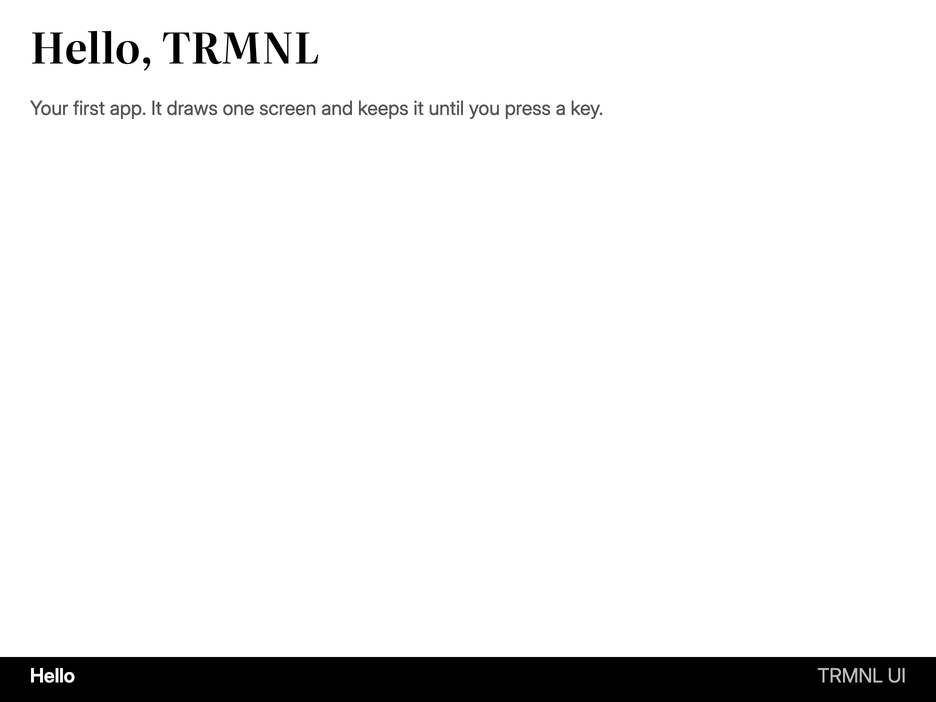 Hello, TRMNL
Your first app. It draws one screen and keeps it until you press a key.
Hello
TRMNL UI